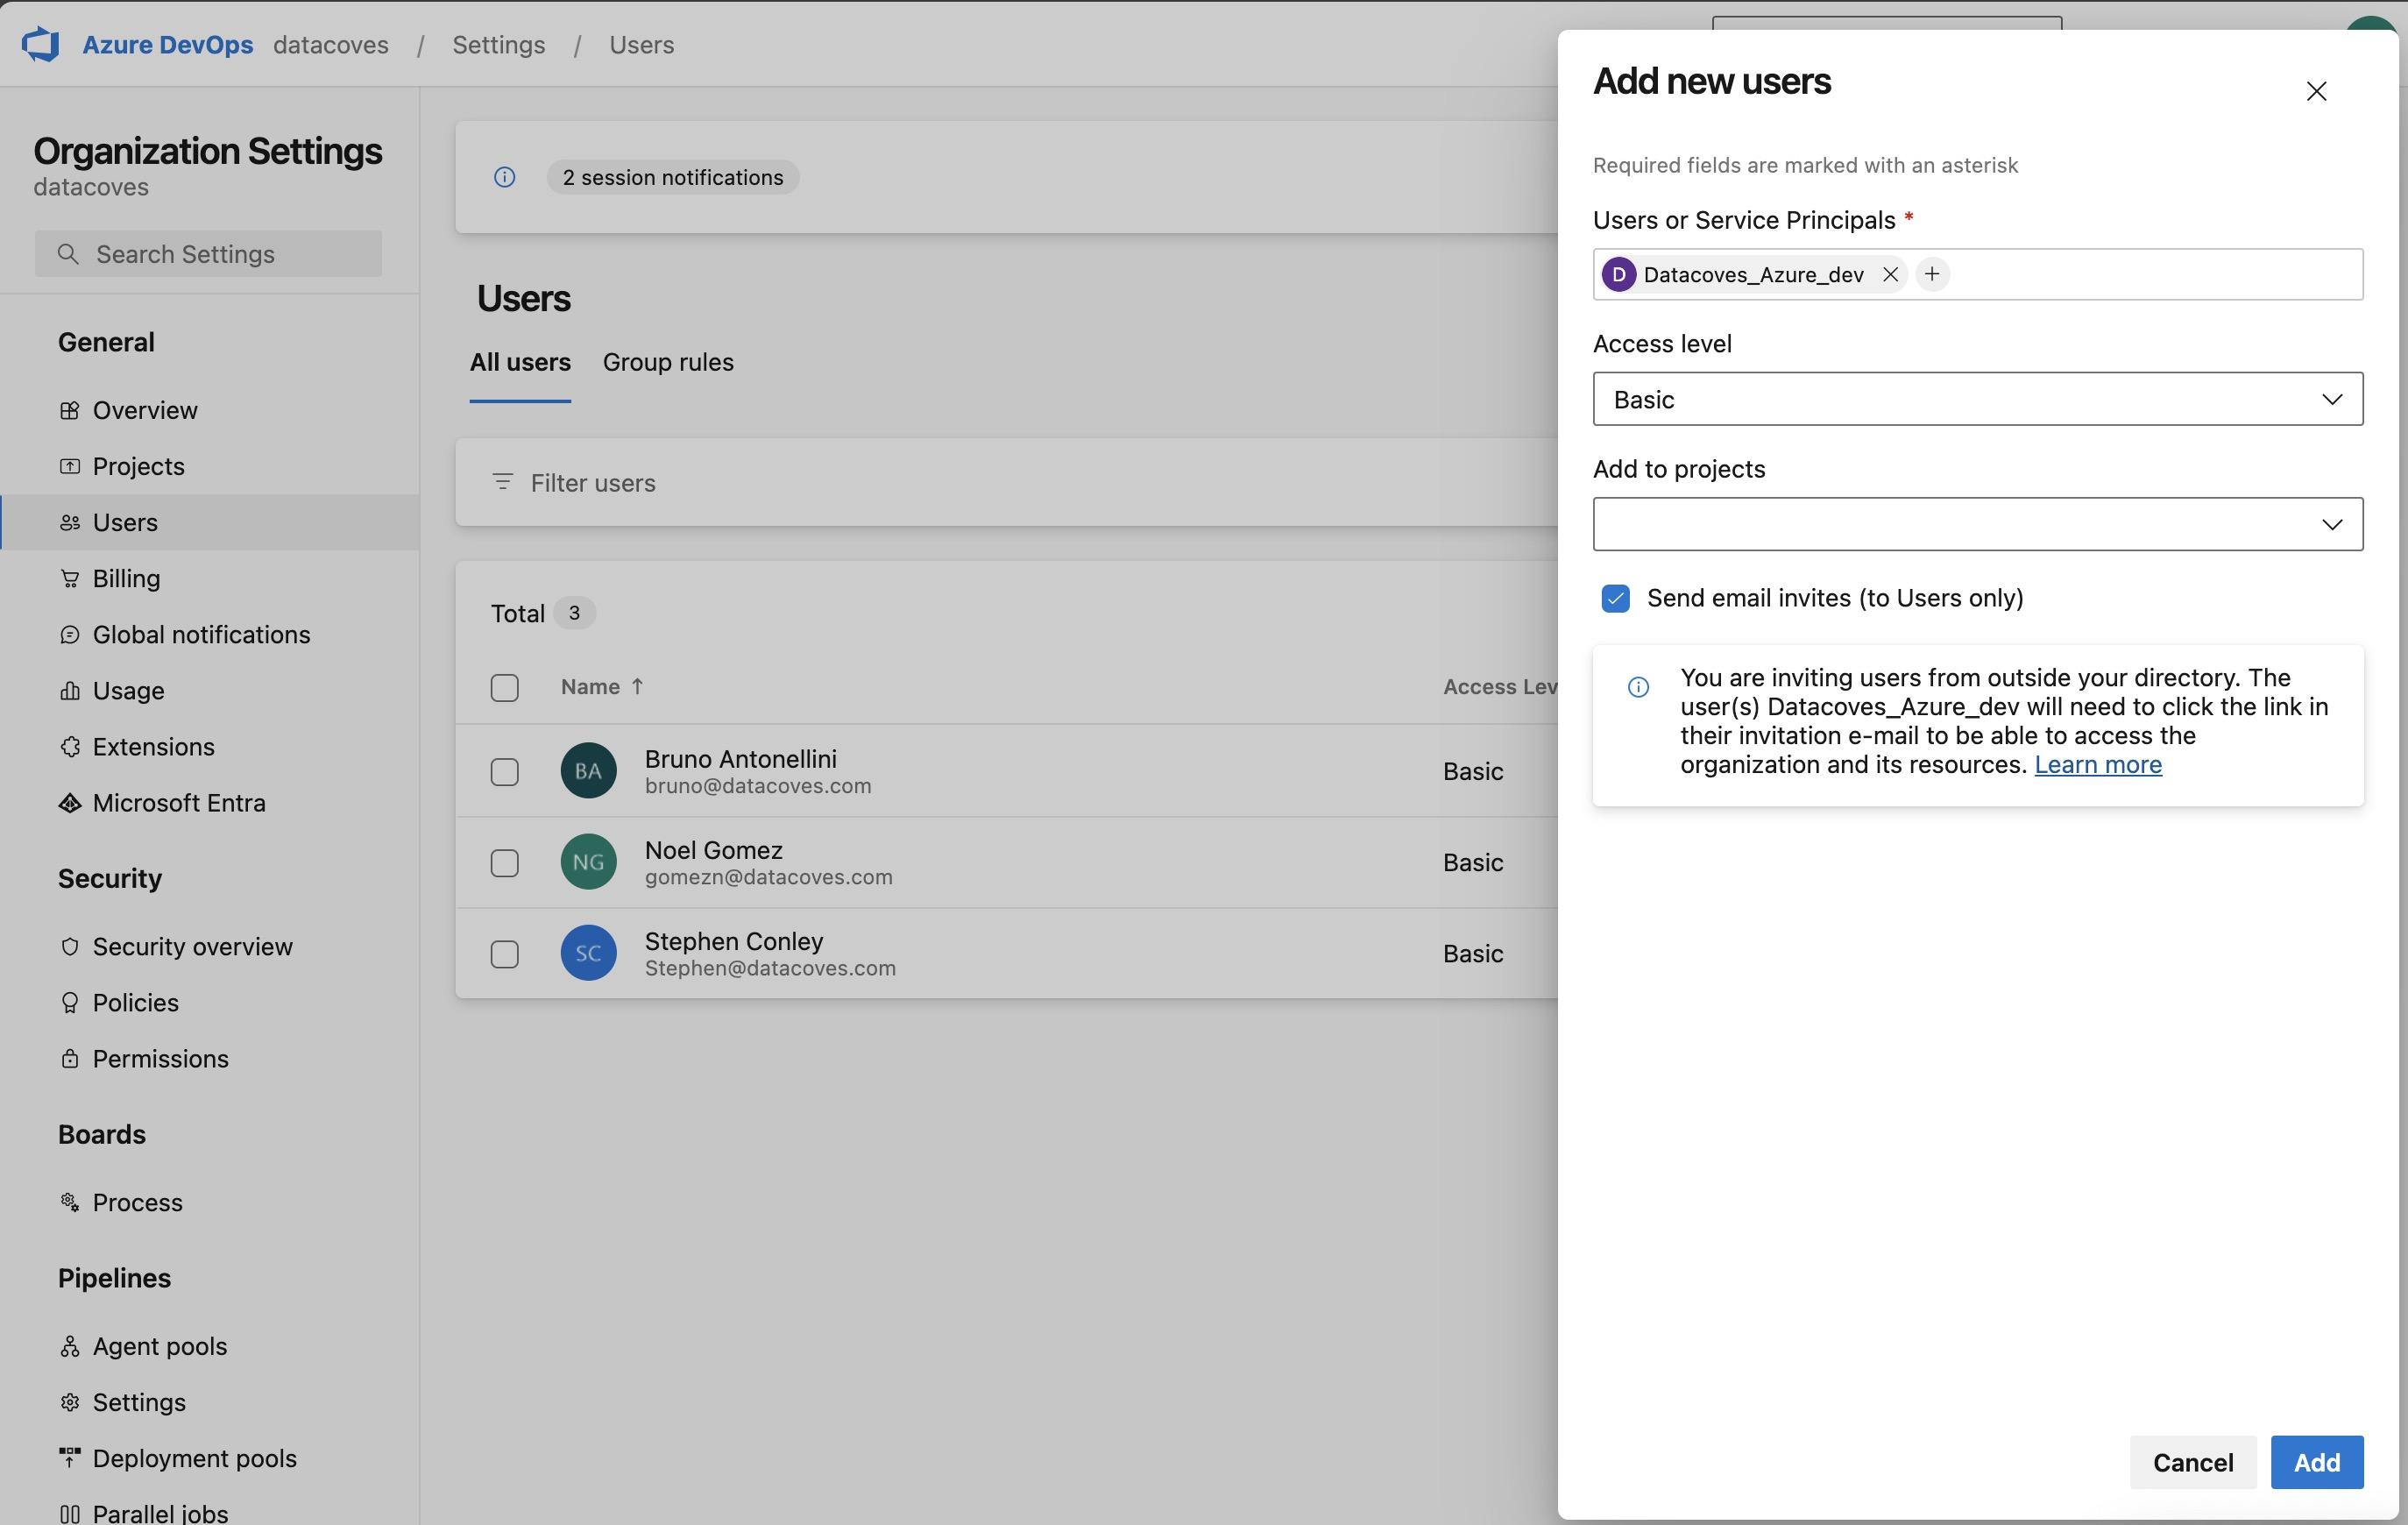 Azure DevOps datacoves / Settings / Users
Organization Settings
datacoves
Search Settings
General
Overview
Projects
Users
Billing
Global notifications
Usage
Extensions
Microsoft Entra
Security
Security overview
Policies
Permissions
Boards
Process
Pipelines
Agent pools
Settings
Deployment pools
Parallel jobs
2 session notifications
Users
All users Group rules
Filter users
Total 3
Name ↑ Access Lev
BA Bruno Antonellini Basic
bruno@datacoves.com
NG Noel Gomez Basic
gomezn@datacoves.com
SC Stephen Conley Basic
Stephen@datacoves.com
Add new users
Required fields are marked with an asterisk
Users or Service Principals *
D Datacoves_Azure_dev
Access level
Basic
Add to projects
Send email invites (to Users only)
You are inviting users from outside your directory. The
user(s) Datacoves_Azure_dev will need to click the link in
their invitation e-mail to be able to access the
organization and its resources. Learn more
Cancel Add